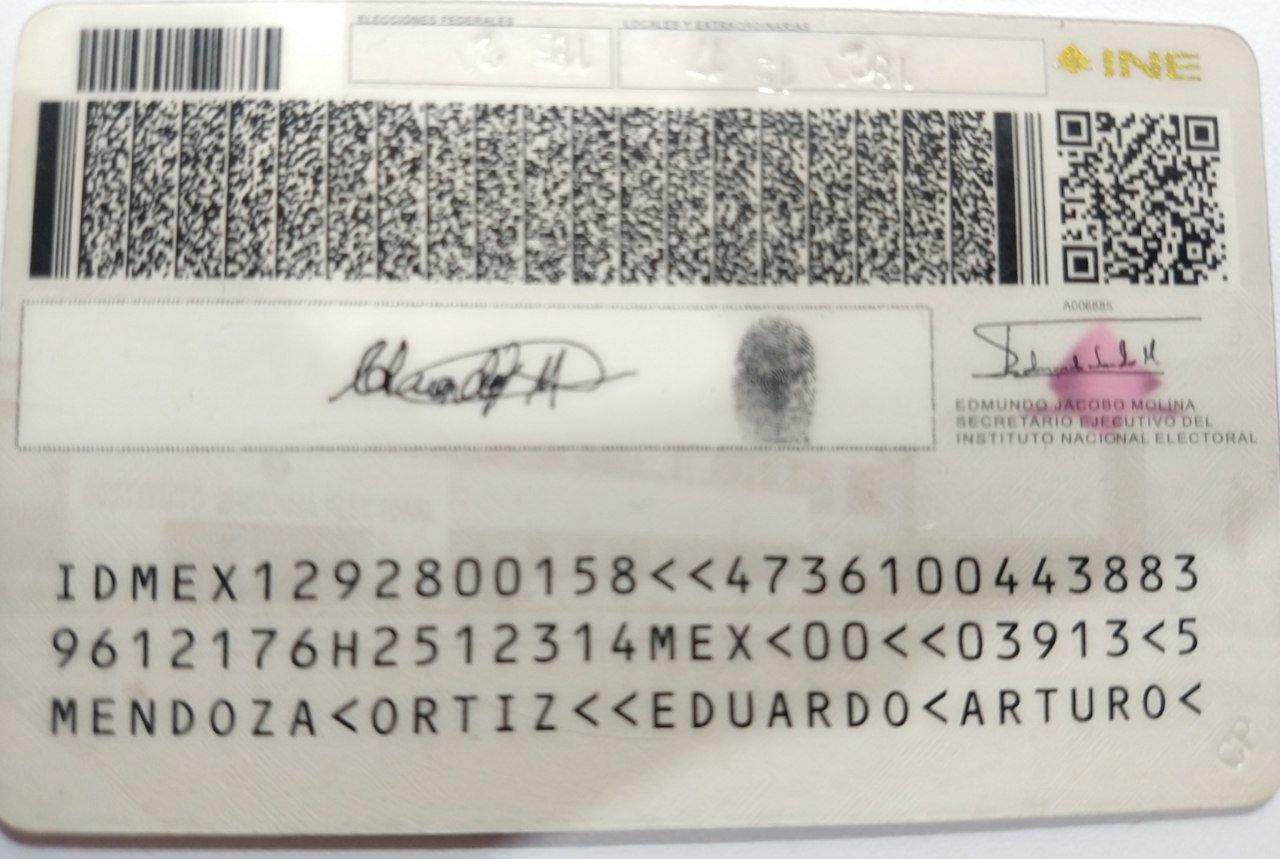 ELECCIONES FEDERALES
LOCALES Y EXTRAORDINARIAS
INE
EDMUNDO JACOBO MOLINA
SECRETARIO EJECUTIVO DEL
INSTITUTO NACIONAL ELECTORAL
IDMEX1292800158<<4736100443883
9612176H2512314MEX<00<<03913<5
MENDOZA<ORTIZ<<EDUARDO<ARTURO<
CP